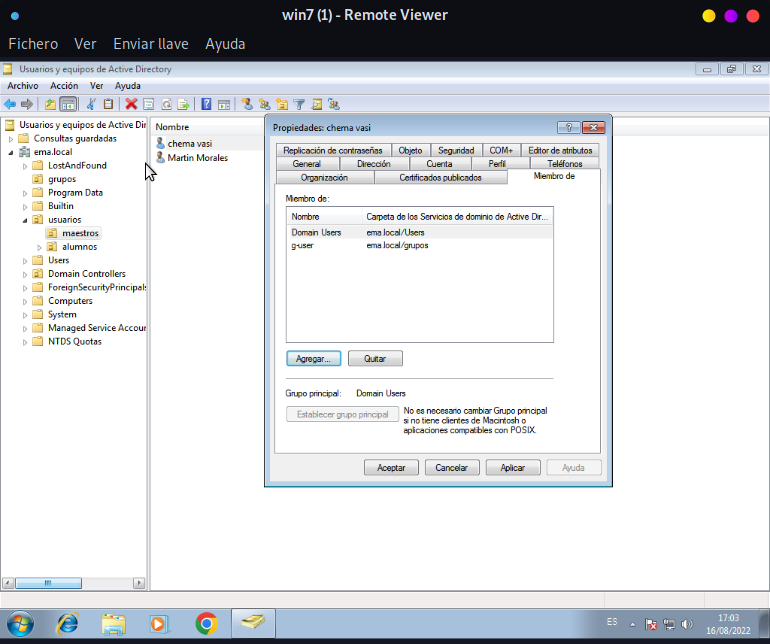 win7 (1) - Remote Viewer
Fichero Ver Enviar llave Ayuda
Usuarios y equipos de Active Directory
Archivo Acción Ver Ayuda
Usuarios y equipos de Active Dir
Consultas guardadas
ema.local
LostAndFound
grupos
Program Data
Builtin
usuarios
maestros
alumnos
Users
Domain Controllers
ForeignSecurityPrincipals
Computers
System
Managed Service Accour
NTDS Quotas
Nombre
chema vasi
Martin Morales
Propiedades: chema vasi
Replicación de contraseñas Objeto Seguridad COM+ Editor de atributos
General Dirección Cuenta Perfil Teléfonos
Organización Certificados publicados Miembro de
Miembro de:
Nombre Carpeta de los Servicios de dominio de Active Dir...
Domain Users ema.local/Users
g-user ema.local/grupos
Agregar... Quitar
Grupo principal: Domain Users
Establecer grupo principal
No es necesario cambiar Grupo principal
si no tiene clientes de Macintosh o
aplicaciones compatibles con POSIX.
Aceptar Cancelar Aplicar Ayuda
ES
17:03
16/08/2022